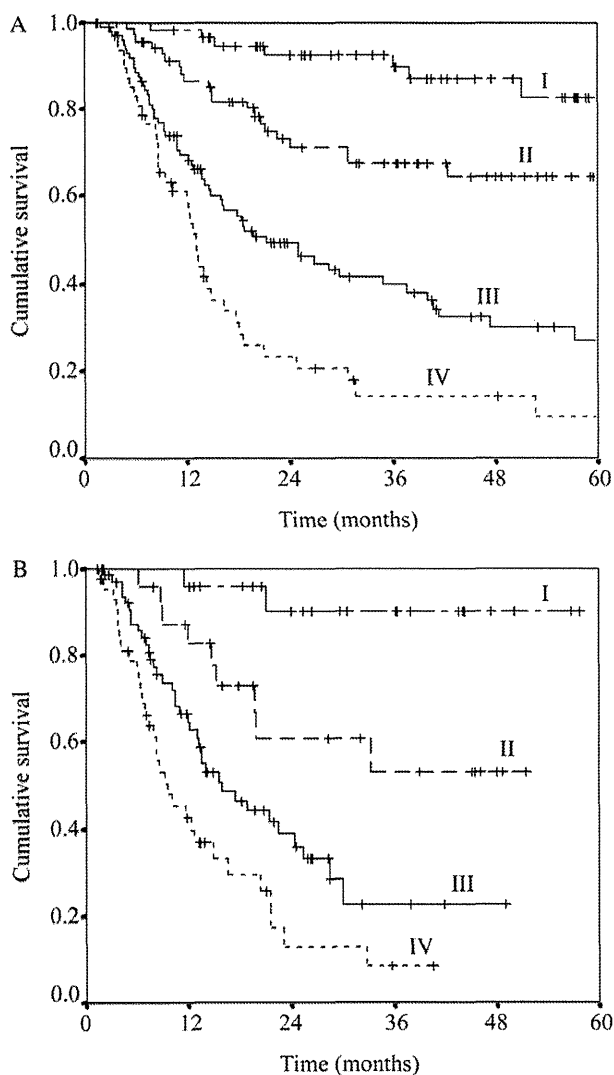 A
1.0
0.8
0.6
0.4
0.2
0.0
Cumulative survival
I
II
III
IV
0 12 24 36 48 60
Time (months)
B
1.0
0.8
0.6
0.4
0.2
0.0
Cumulative survival
I
II
III
IV
0 12 24 36 48 60
Time (months)